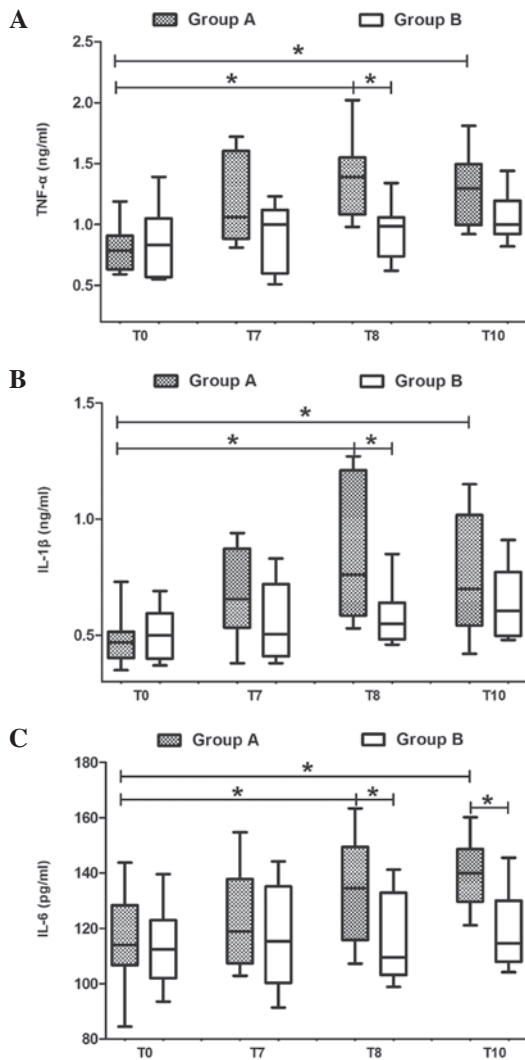 A
Group A Group B
2.5
2.0
1.5
1.0
0.5
TNF-α (ng/ml)
* * *
T0 T7 T8 T10
B
Group A Group B
1.5
1.0
0.5
IL-1β (ng/ml)
* * *
T0 T7 T8 T10
C
Group A Group B
180
160
140
120
100
80
IL-6 (pg/ml)
* * * *
T0 T7 T8 T10